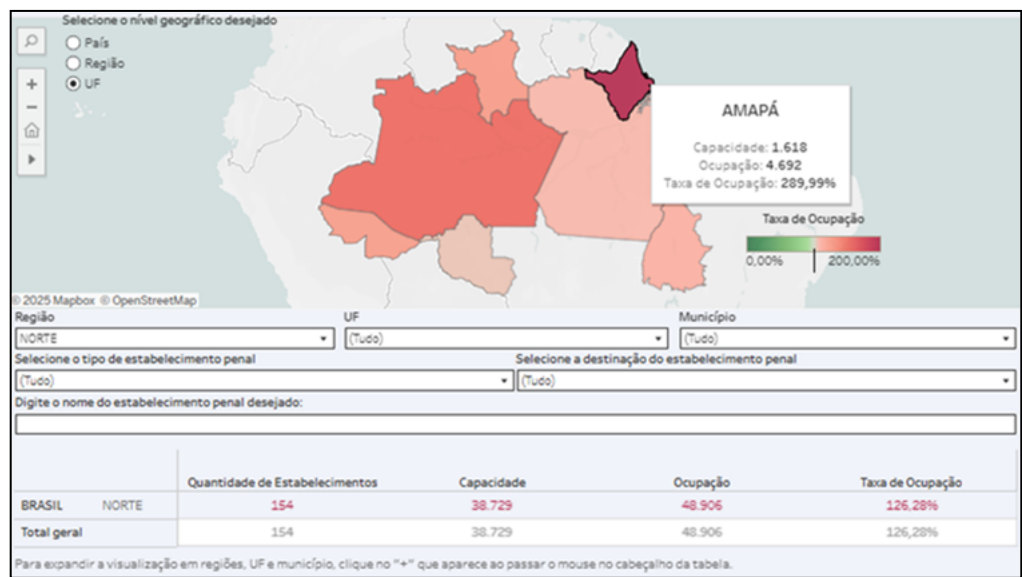 Selecione o nível geográfico desejado
País
Região
UF
AMAPÁ
Capacidade: 1.618
Ocupação: 4.692
Taxa de Ocupação: 289,99%
Taxa de Ocupação
0,00% 200,00%
© 2025 Mapbox © OpenStreetMap
Região UF Município
NORTE (Tudo) (Tudo)
Selecione o tipo de estabelecimento penal Selecione a destinação do estabelecimento penal
(Tudo) (Tudo)
Digite o nome do estabelecimento penal desejado:
Quantidade de Estabelecimentos Capacidade Ocupação Taxa de Ocupação
BRASIL NORTE 154 38.729 48.906 126,28%
Total geral 154 38.729 48.906 126,28%
Para expandir a visualização em regiões, UF e município, clique no "+" que aparece ao passar o mouse no cabeçalho da tabela.